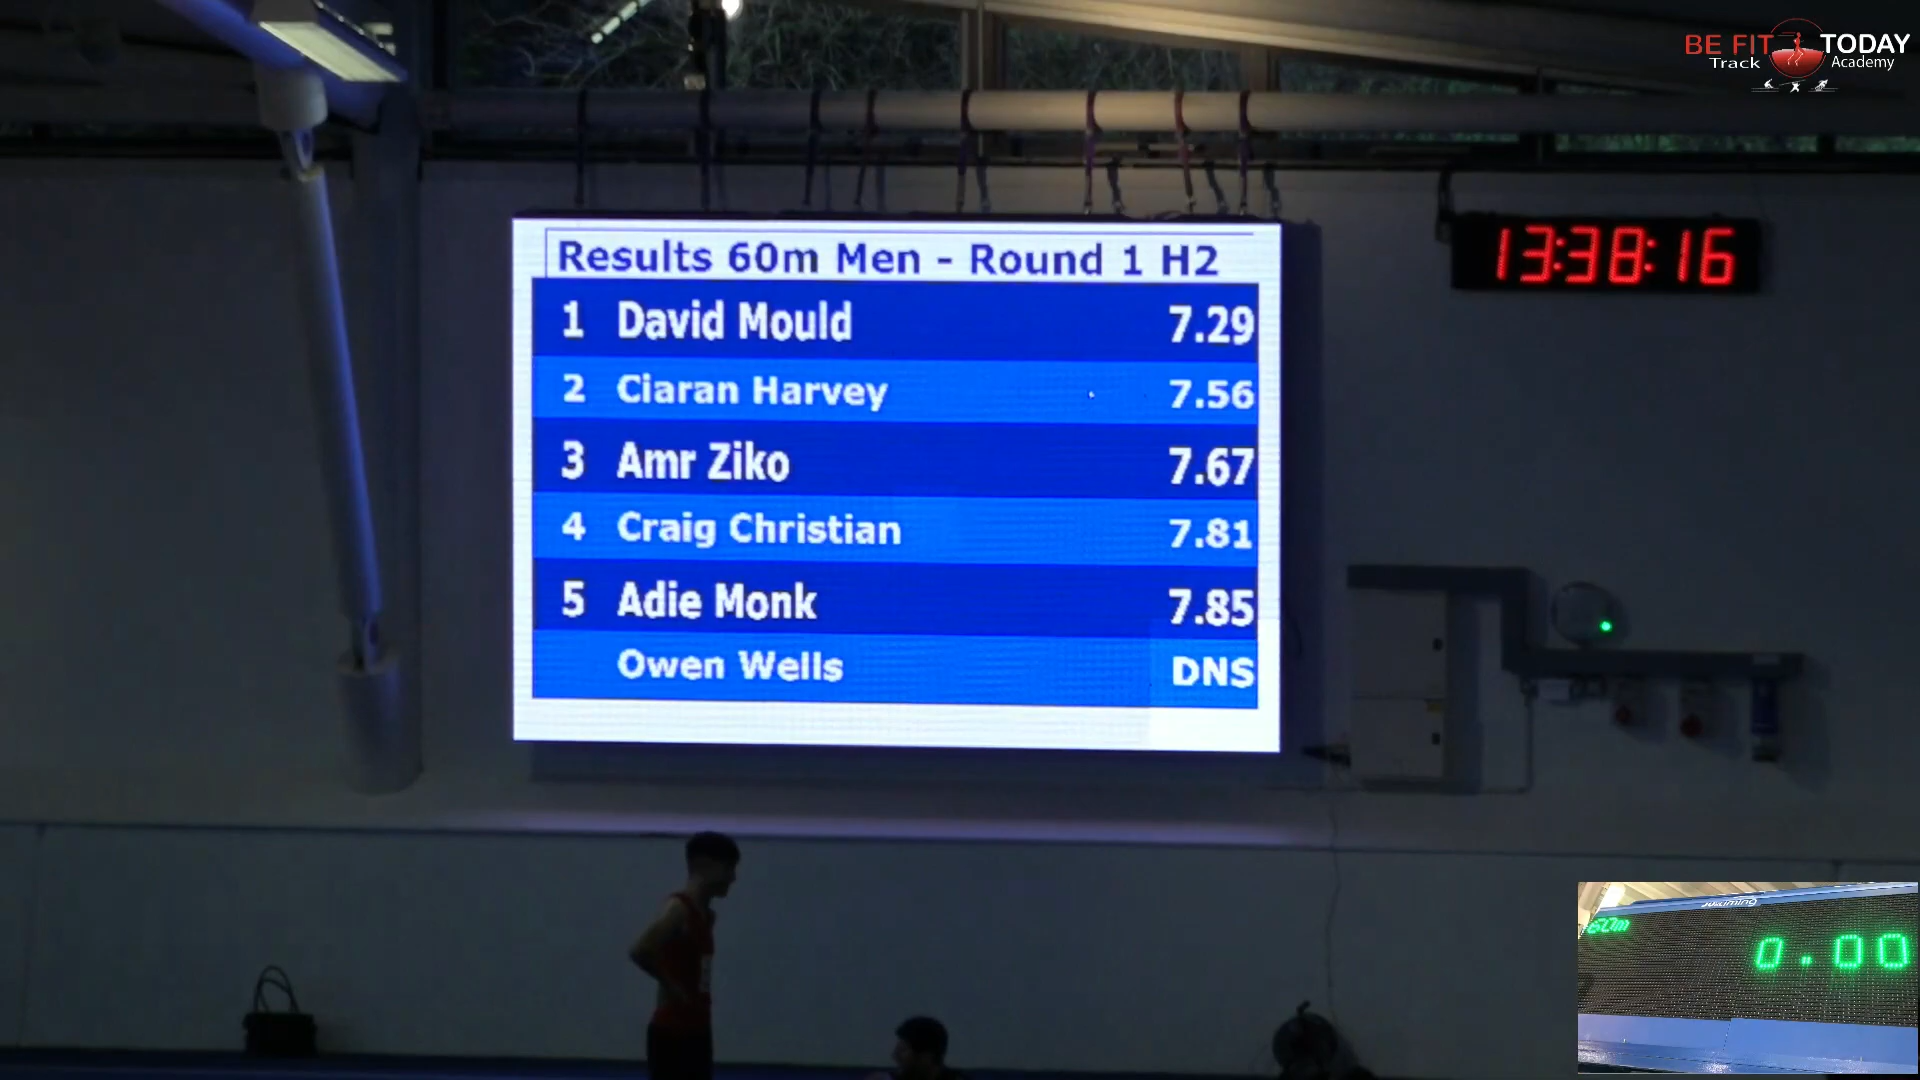 BE FIT TODAY
Track Academy
13:38:16
Results 60m Men - Round 1 H2
1 David Mould 7.29
2 Ciaran Harvey 7.56
3 Amr Ziko 7.67
4 Craig Christian 7.81
5 Adie Monk 7.85
Owen Wells DNS
60m
0.00